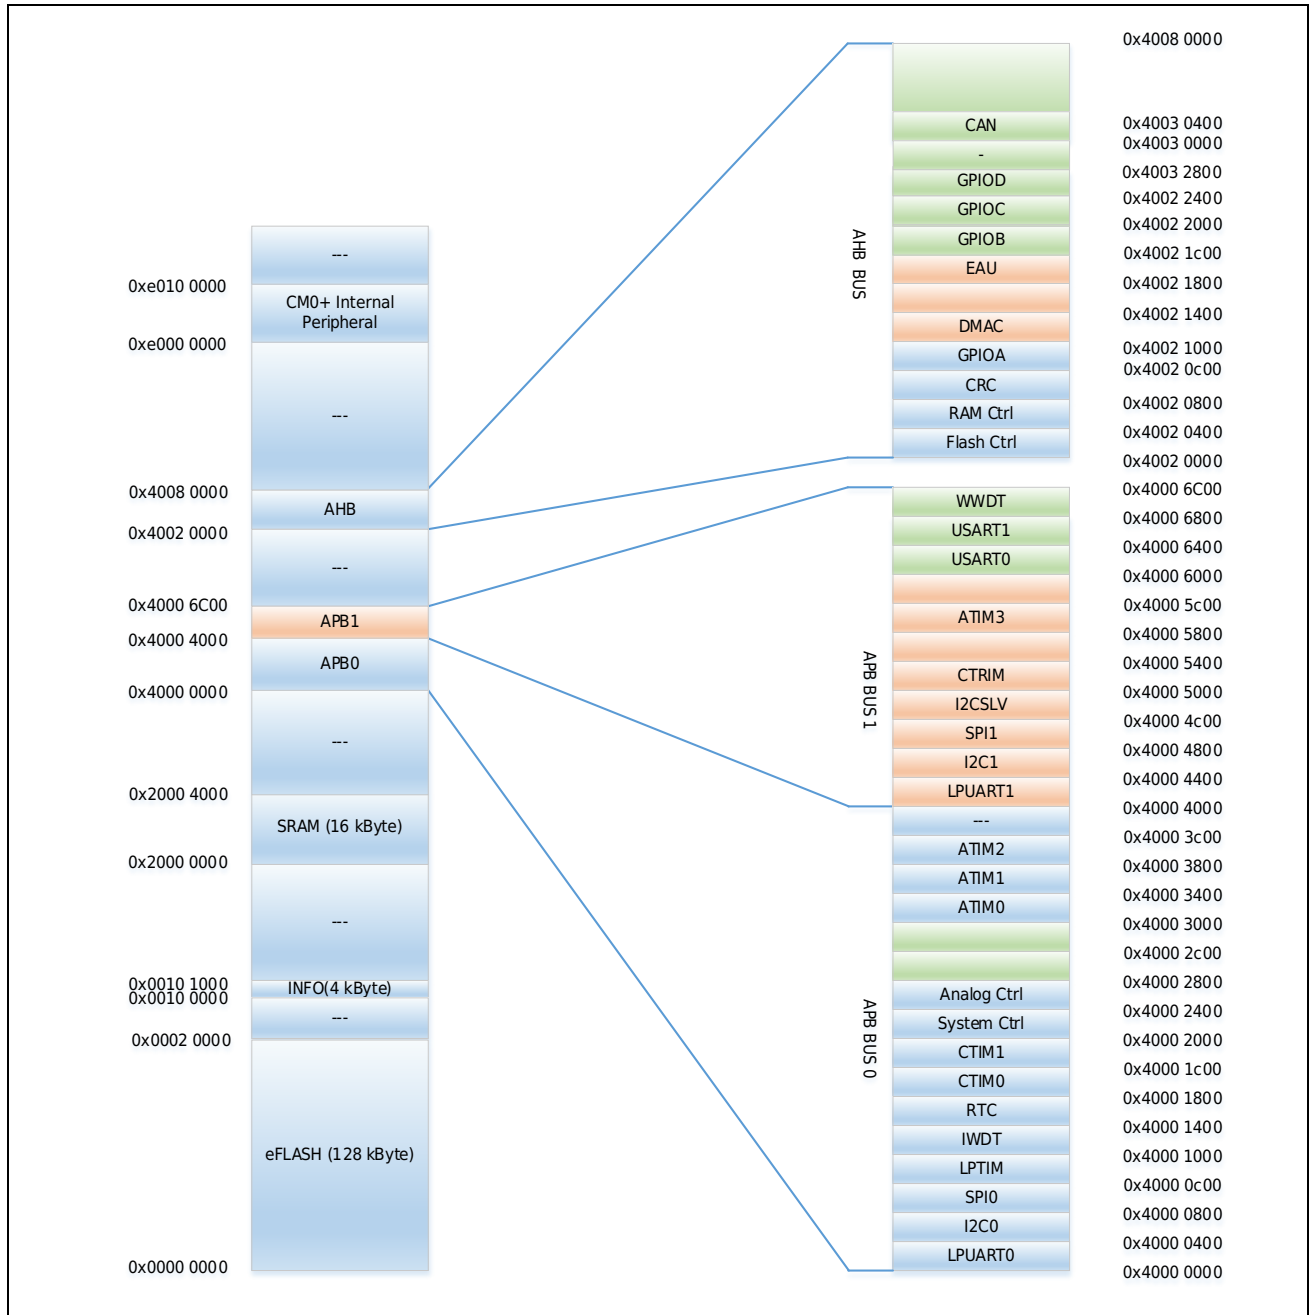 0xe010 0000
0xe000 0000
0x4008 0000
0x4002 0000
0x4000 6C00
0x4000 4000
0x4000 0000
0x2000 4000
0x2000 0000
0x0010 1000
0x0010 0000
0x0002 0000
0x0000 0000
---
CM0+ Internal
Peripheral
---
AHB
---
APB1
APB0
---
SRAM (16 kByte)
---
INFO(4 kByte)
---
eFLASH (128 kByte)
AHB BUS
APB BUS 1
APB BUS 0
CAN
-
GPIOD
GPIOC
GPIOB
EAU
DMAC
GPIOA
CRC
RAM Ctrl
Flash Ctrl
WWDT
USART1
USART0
ATIM3
CTRIM
I2CSLV
SPI1
I2C1
LPUART1
---
ATIM2
ATIM1
ATIM0
Analog Ctrl
System Ctrl
CTIM1
CTIM0
RTC
IWDT
LPTIM
SPI0
I2C0
LPUART0
0x4008 0000
0x4003 0400
0x4003 0000
0x4003 2800
0x4002 2400
0x4002 2000
0x4002 1c00
0x4002 1800
0x4002 1400
0x4002 1000
0x4002 0c00
0x4002 0800
0x4002 0400
0x4002 0000
0x4000 6C00
0x4000 6800
0x4000 6400
0x4000 6000
0x4000 5c00
0x4000 5800
0x4000 5400
0x4000 5000
0x4000 4c00
0x4000 4800
0x4000 4400
0x4000 4000
0x4000 3c00
0x4000 3800
0x4000 3400
0x4000 3000
0x4000 2c00
0x4000 2800
0x4000 2400
0x4000 2000
0x4000 1c00
0x4000 1800
0x4000 1400
0x4000 1000
0x4000 0c00
0x4000 0800
0x4000 0400
0x4000 0000